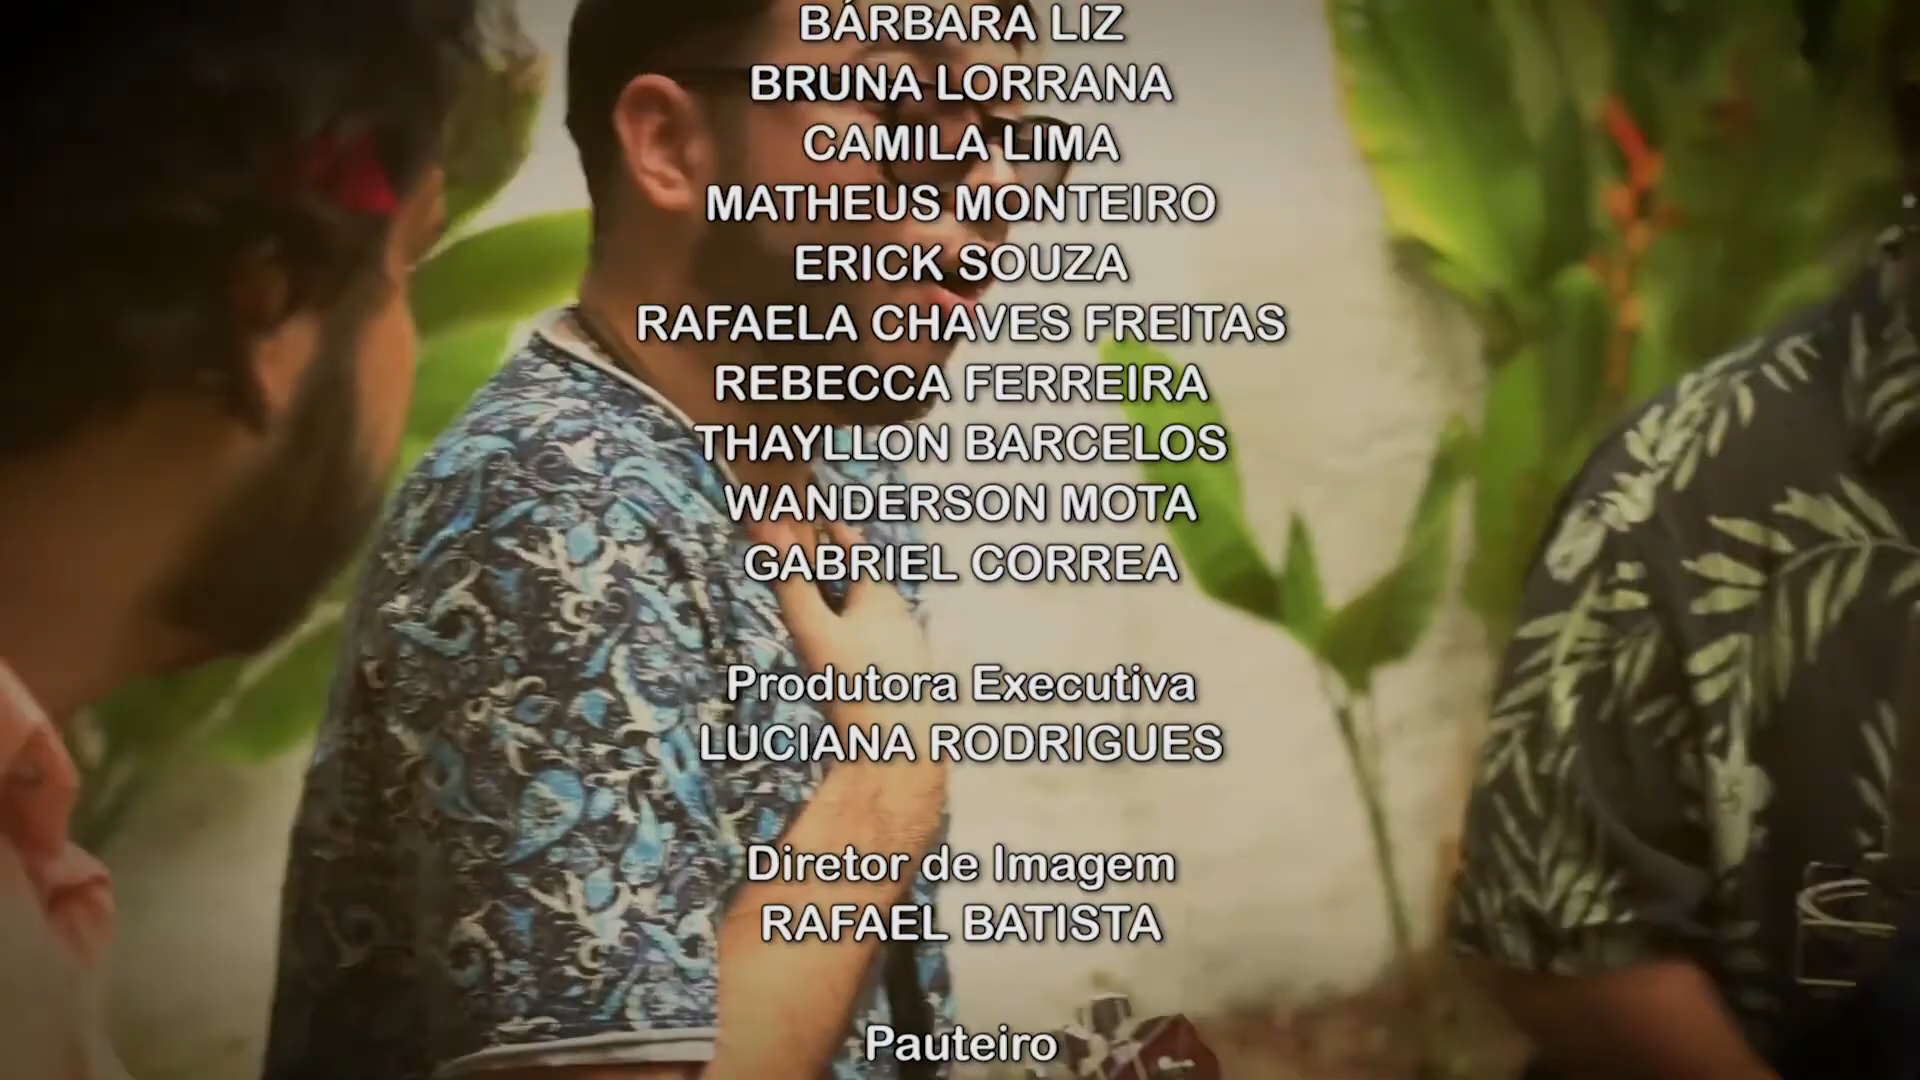 BÁRBARA LIZ
BRUNA LORRANA
CAMILA LIMA
MATHEUS MONTEIRO
ERICK SOUZA
RAFAELA CHAVES FREITAS
REBECCA FERREIRA
THAYLLON BARCELOS
WANDERSON MOTA
GABRIEL CORREA
Produtora Executiva
LUCIANA RODRIGUES
Diretor de Imagem
RAFAEL BATISTA
Pauteiro